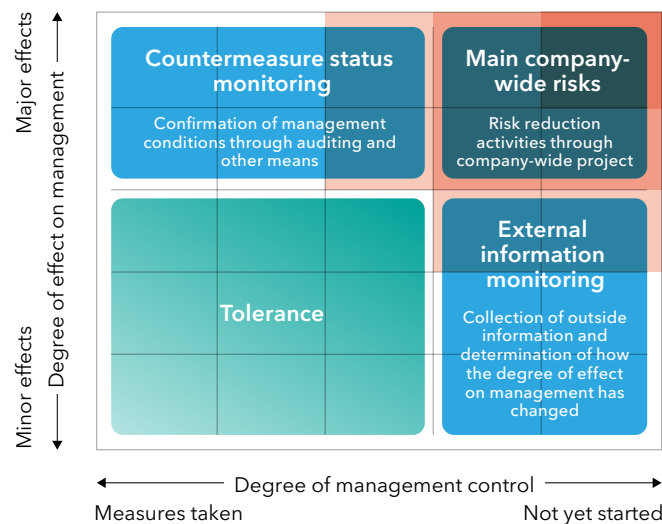 Major effects
Degree of effect on management
Minor effects
Countermeasure status
monitoring
Confirmation of management
conditions through auditing and
other means
Main company-
wide risks
Risk reduction
activities through
company-wide project
Tolerance
External
information
monitoring
Collection of outside
information and
determination of how
the degree of effect
on management has
changed
Degree of management control
Measures taken
Not yet started